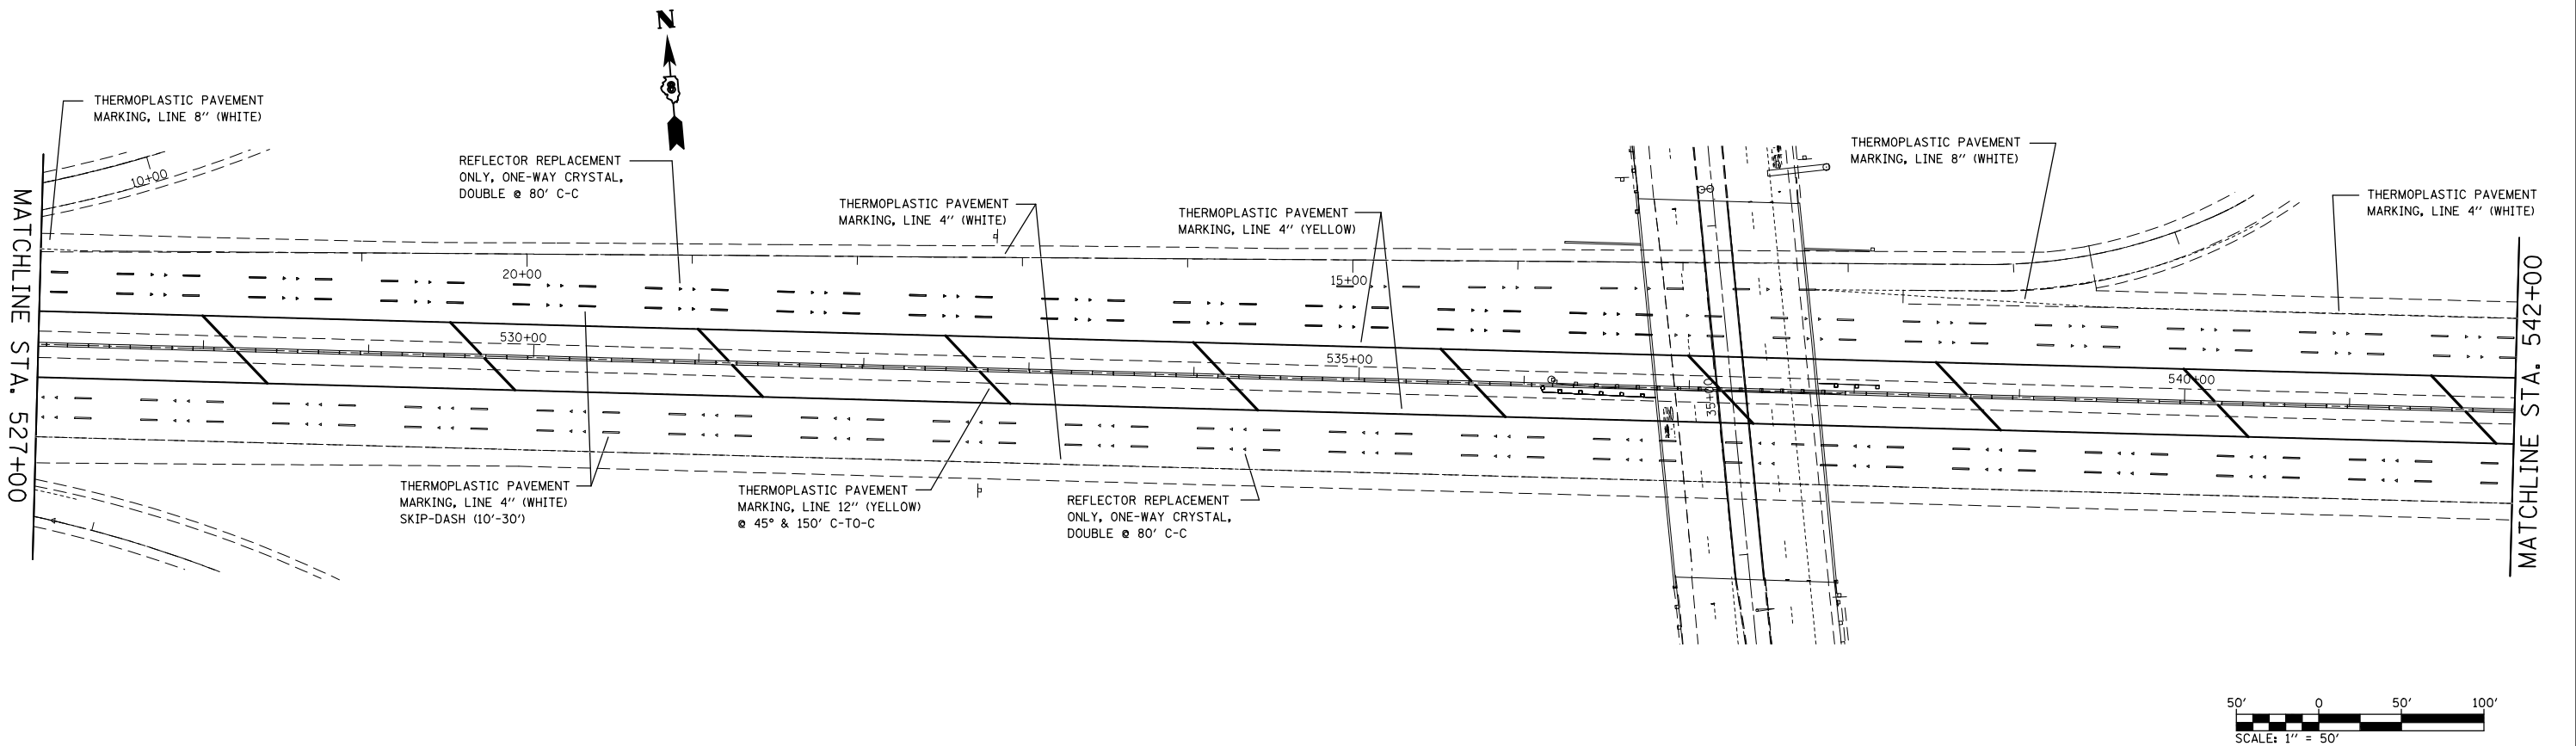 N
THERMOPLASTIC PAVEMENT
MARKING, LINE 8" (WHITE)
10+00
REFLECTOR REPLACEMENT
ONLY, ONE-WAY CRYSTAL,
DOUBLE @ 80' C-C
THERMOPLASTIC PAVEMENT
MARKING, LINE 4" (WHITE)
THERMOPLASTIC PAVEMENT
MARKING, LINE 4" (YELLOW)
THERMOPLASTIC PAVEMENT
MARKING, LINE 8" (WHITE)
THERMOPLASTIC PAVEMENT
MARKING, LINE 4" (WHITE)
MATCHLINE STA. 527+00
20+00
15+00
530+00
535+00
540+00
35+00
MATCHLINE STA. 542+00
THERMOPLASTIC PAVEMENT
MARKING, LINE 4" (WHITE)
SKIP-DASH (10'-30')
THERMOPLASTIC PAVEMENT
MARKING, LINE 12" (YELLOW)
@ 45° & 150' C-TO-C
REFLECTOR REPLACEMENT
ONLY, ONE-WAY CRYSTAL,
DOUBLE @ 80' C-C
50' 0 50' 100'
SCALE: 1" = 50'